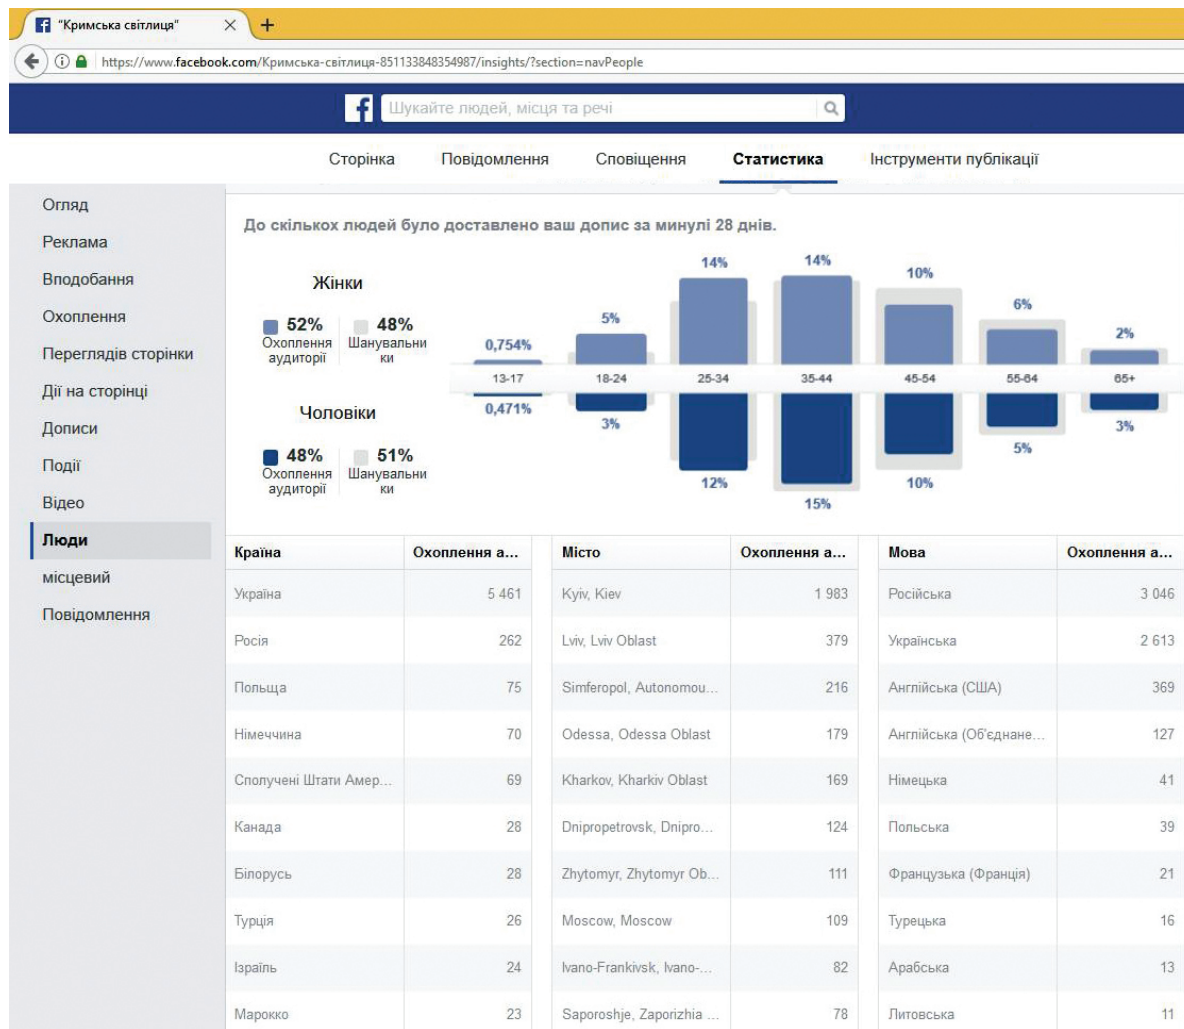 "Кримська світлиця"
https://www.facebook.com/Кримська-світлиця-851133848354987/insights/?section=navPeople
Шукайте людей, місця та речі
Сторінка Повідомлення Сповіщення Статистика Інструменти публікації
Огляд
Реклама
Вподобання
Охоплення
Переглядів сторінки
Дії на сторінці
Дописи
Події
Відео
Люди
місцевий
Повідомлення
До скількох людей було доставлено ваш допис за минулі 28 днів.
Жінки
52% 48%
Охоплення Шанувальни
аудиторії ки
0,754% 5% 14% 14% 10% 6% 2%
13-17 18-24 25-34 35-44 45-54 55-64 65+
Чоловіки
48% 51%
Охоплення Шанувальни
аудиторії ки
0,471% 3% 12% 15% 10% 5% 3%
Країна Охоплення а... Місто Охоплення а... Мова Охоплення а...
Україна 5 461 Kyiv, Kiev 1 983 Російська 3 046
Росія 262 Lviv, Lviv Oblast 379 Українська 2 613
Польща 75 Simferopol, Autonomou... 216 Англійська (США) 369
Німеччина 70 Odessa, Odessa Oblast 179 Англійська (Об'єднане... 127
Сполучені Штати Амер... 69 Kharkov, Kharkiv Oblast 169 Німецька 41
Канада 28 Dnipropetrovsk, Dnipro... 124 Польська 39
Білорусь 28 Zhytomyr, Zhytomyr Ob... 111 Французька (Франція) 21
Турція 26 Moscow, Moscow 109 Турецька 16
Ізраїль 24 Ivano-Frankivsk, Ivano-... 82 Арабська 13
Марокко 23 Saporoshje, Zaporizhia ... 78 Литовська 11